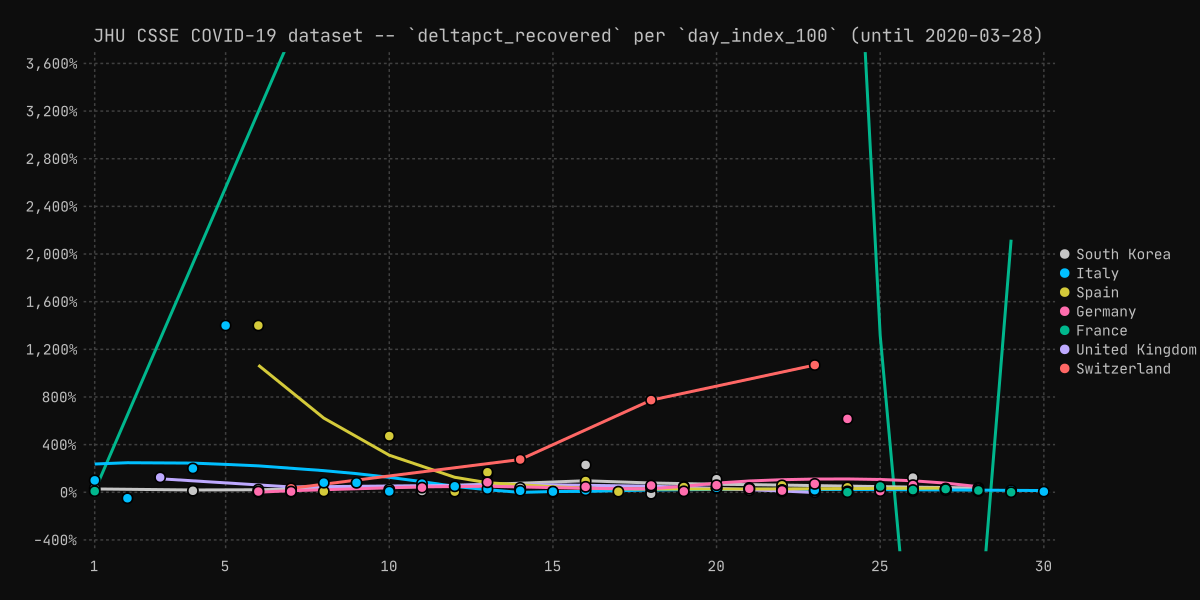 JHU CSSE COVID-19 dataset -- `deltapct_recovered` per `day_index_100` (until 2020-03-28)
3,600%
3,200%
2,800%
2,400%
2,000%
1,600%
1,200%
800%
400%
0%
-400%
1 5 10 15 20 25 30
South Korea
Italy
Spain
Germany
France
United Kingdom
Switzerland